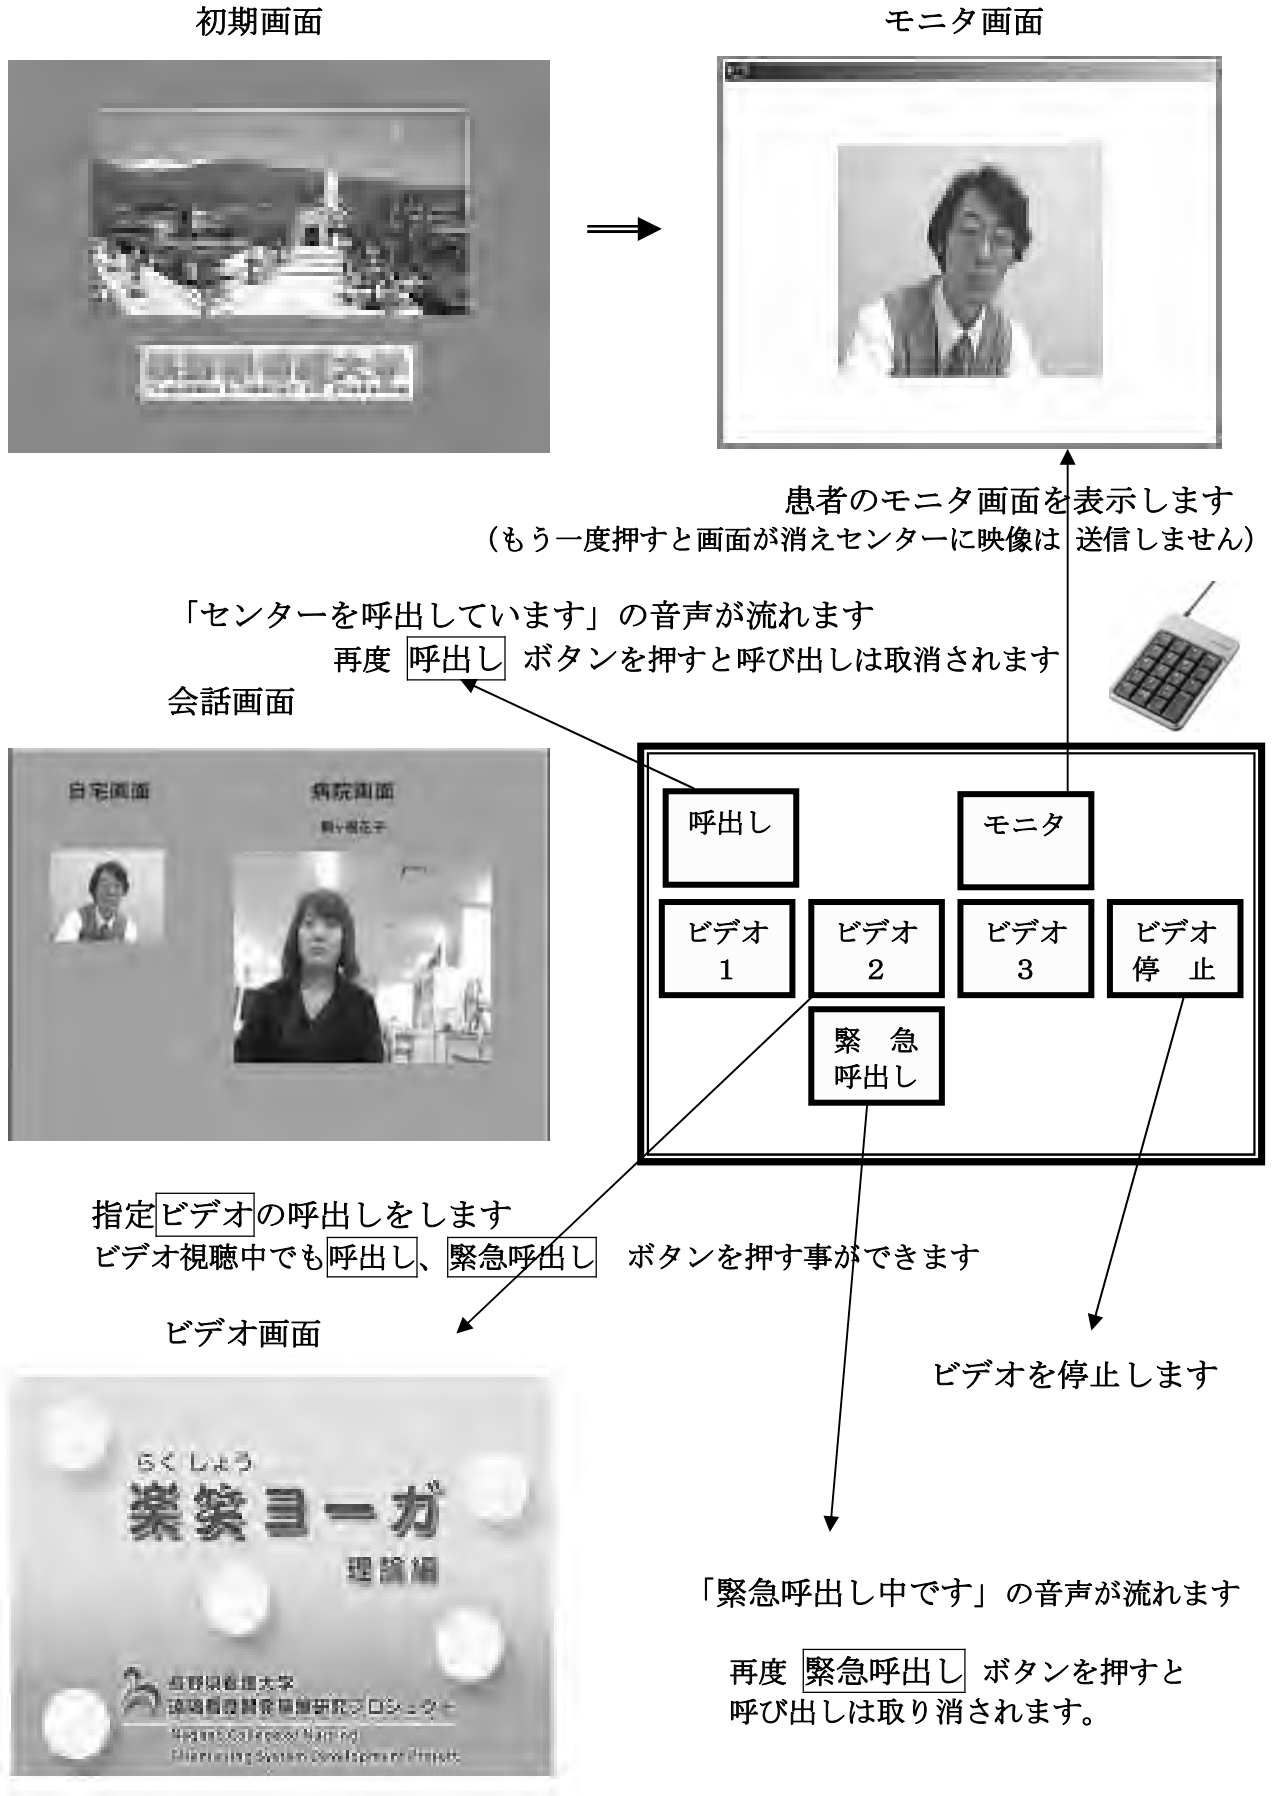 初期画面
モニタ画面
患者のモニタ画面を表示します
（もう一度押すと画面が消えセンターに映像は 送信しません）
「センターを呼出しています」の音声が流れます
再度 呼出し ボタンを押すと呼び出しは取消されます
会話画面
自宅画面
病院画面
呼出し
モニタ
ビデオ
1
ビデオ
2
ビデオ
3
ビデオ
停　止
緊　急
呼出し
指定ビデオの呼出しをします
ビデオ視聴中でも呼出し、緊急呼出し　ボタンを押す事ができます
ビデオ画面
ビデオを停止します
らくしょう
楽笑ヨーガ
理論編
長野県看護大学
「緊急呼出し中です」の音声が流れます
再度 緊急呼出し ボタンを押すと
呼び出しは取り消されます。